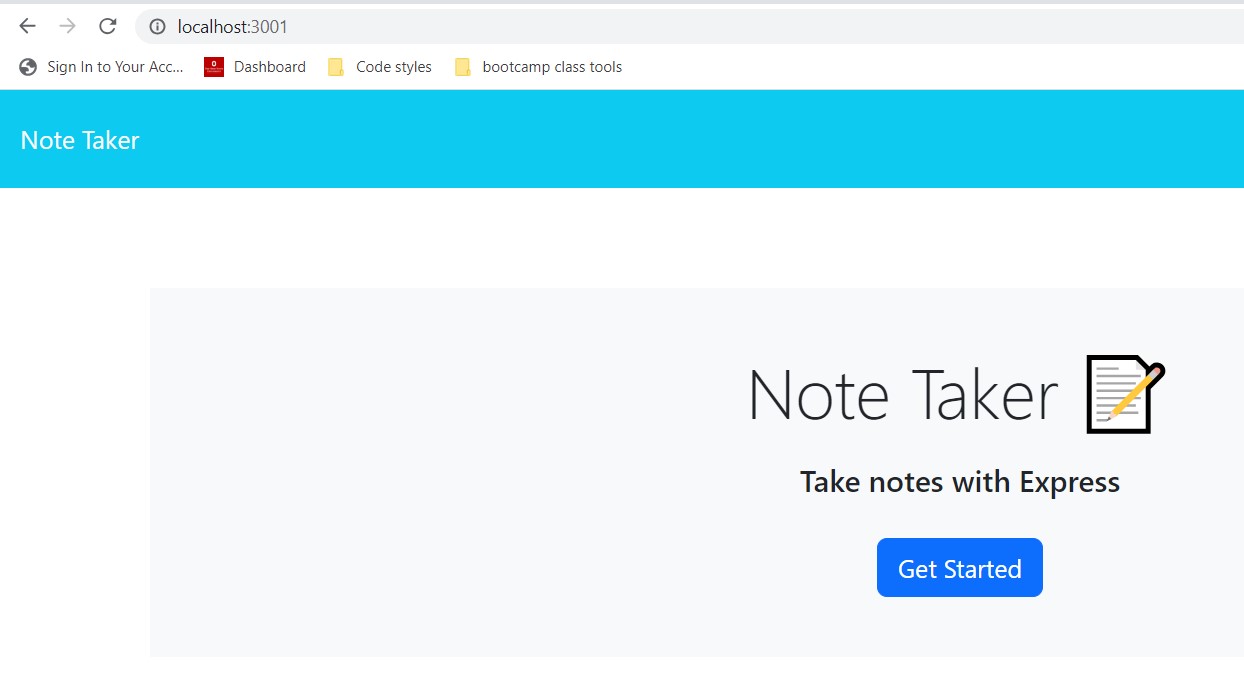 localhost:3001
Sign In to Your Acc... Dashboard Code styles bootcamp class tools
Note Taker
Note Taker
Take notes with Express
Get Started